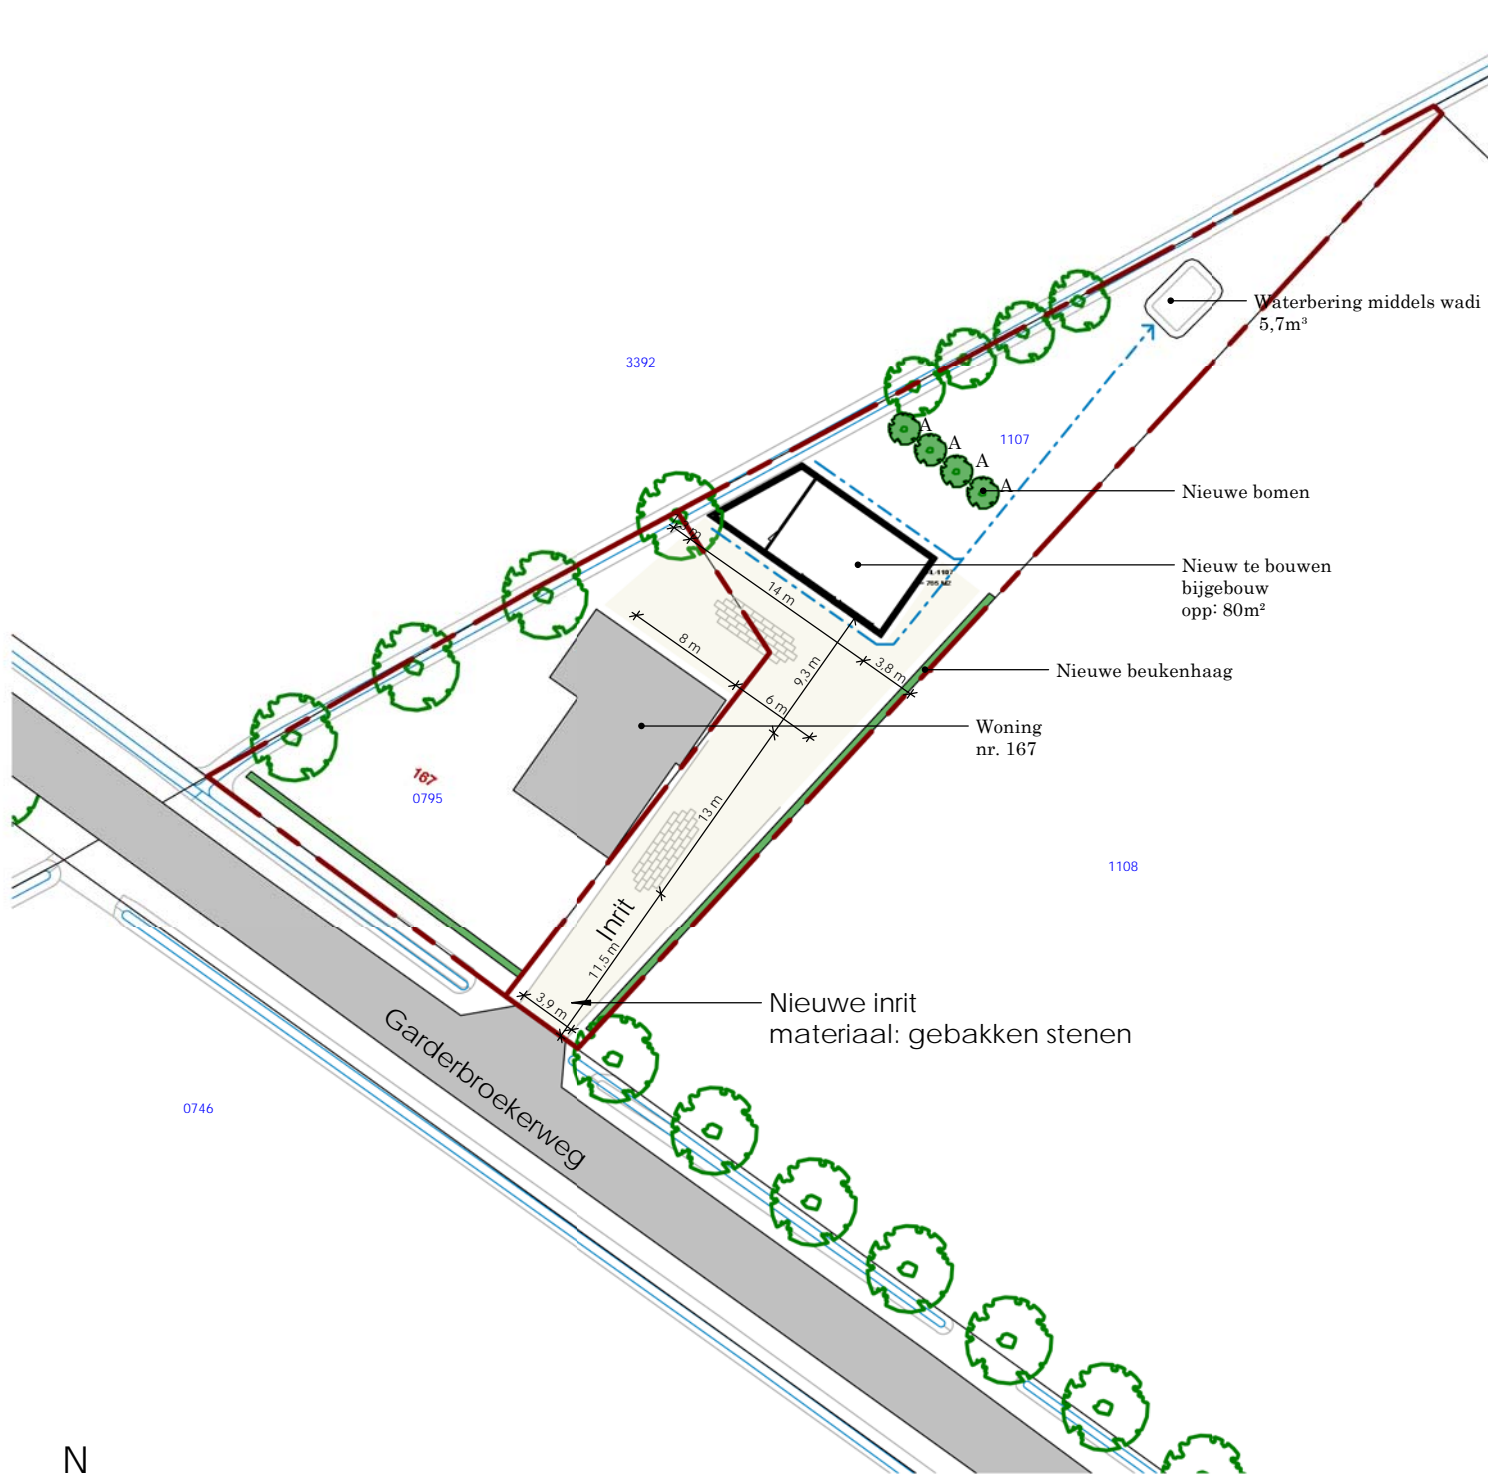 3392
Waterbering middels wadi
5,7m³
A
A
A
A
1107
Nieuwe bomen
Nieuw te bouwen
bijgebouw
opp: 80m²
14 m
8 m
9,3 m
3,8 m
6 m
Nieuwe beukenhaag
Woning
nr. 167
167
0795
13 m
1108
Inrit
11,5 m
3,9 m
Nieuwe inrit
materiaal: gebakken stenen
Garderbroekerweg
0746
N